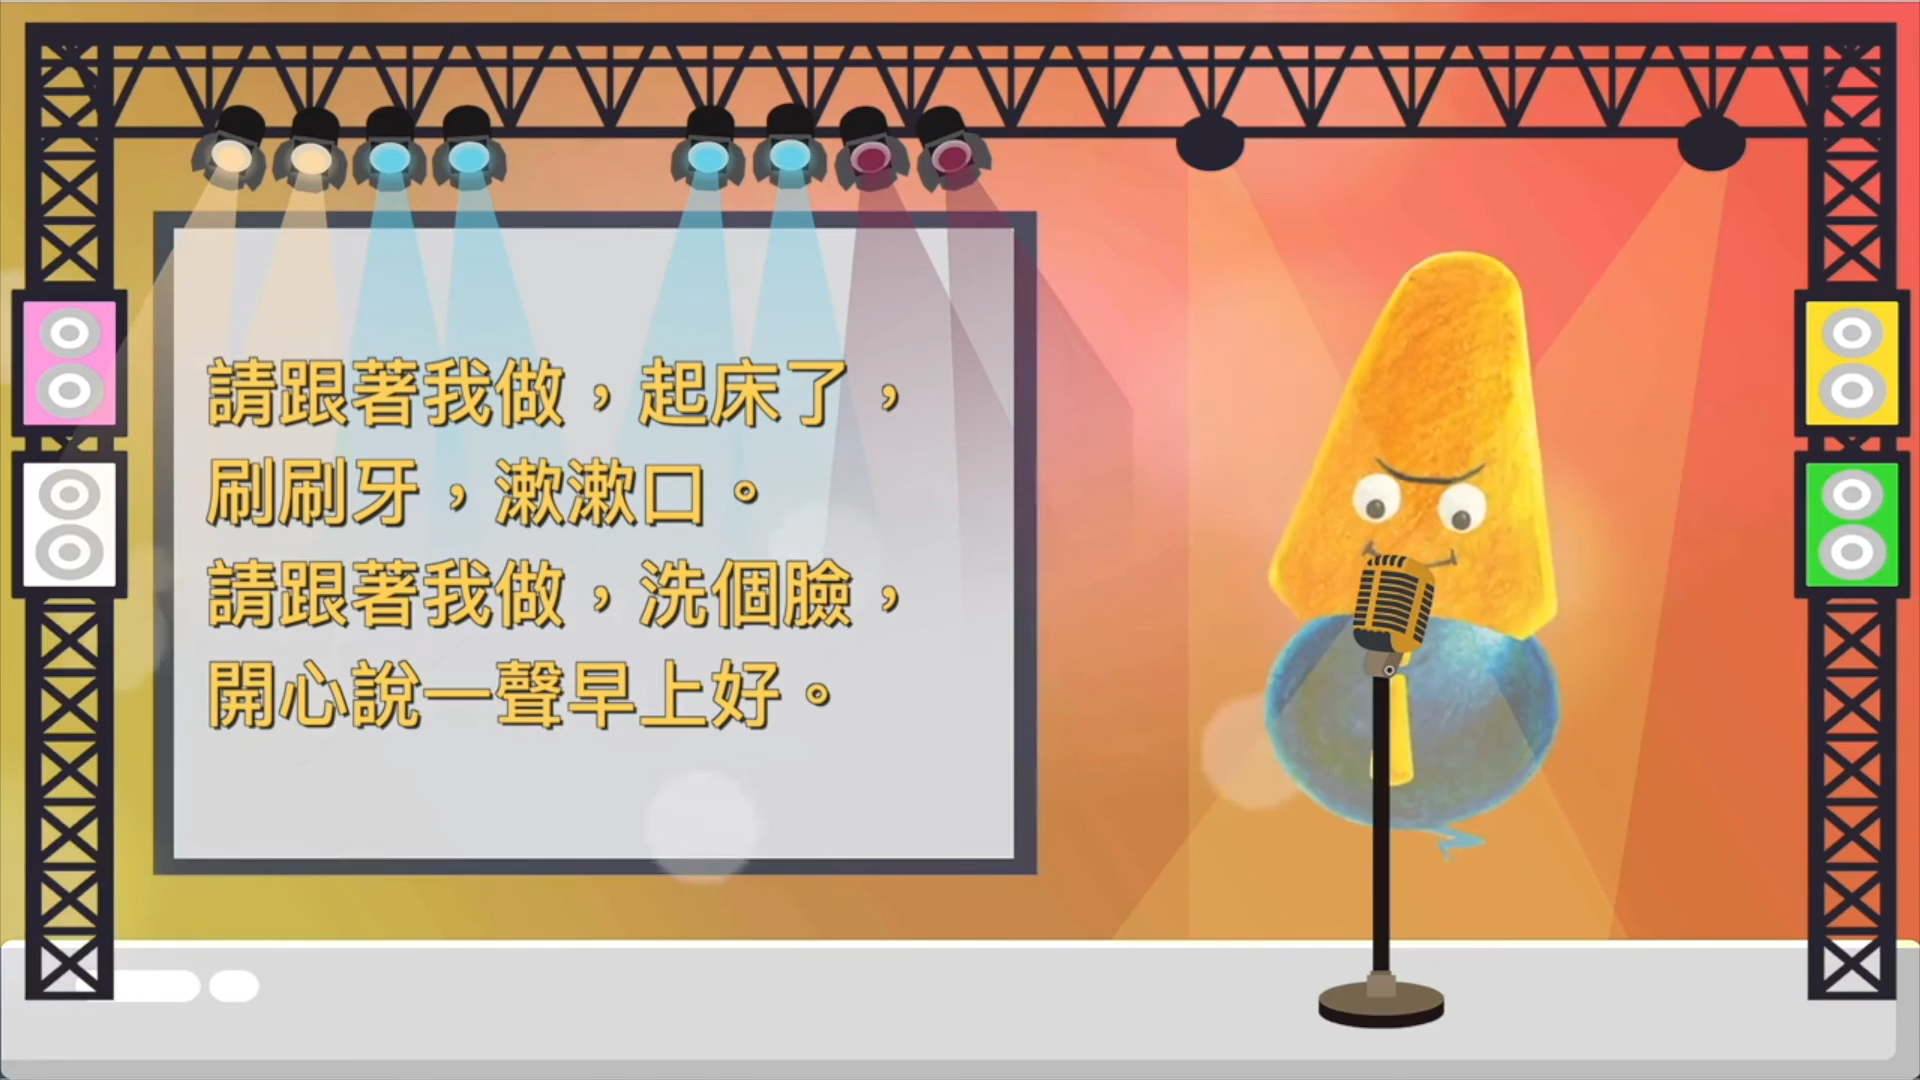 請跟著我做，起床了，
刷刷牙，漱漱口。
請跟著我做，洗個臉，
開心說一聲早上好。